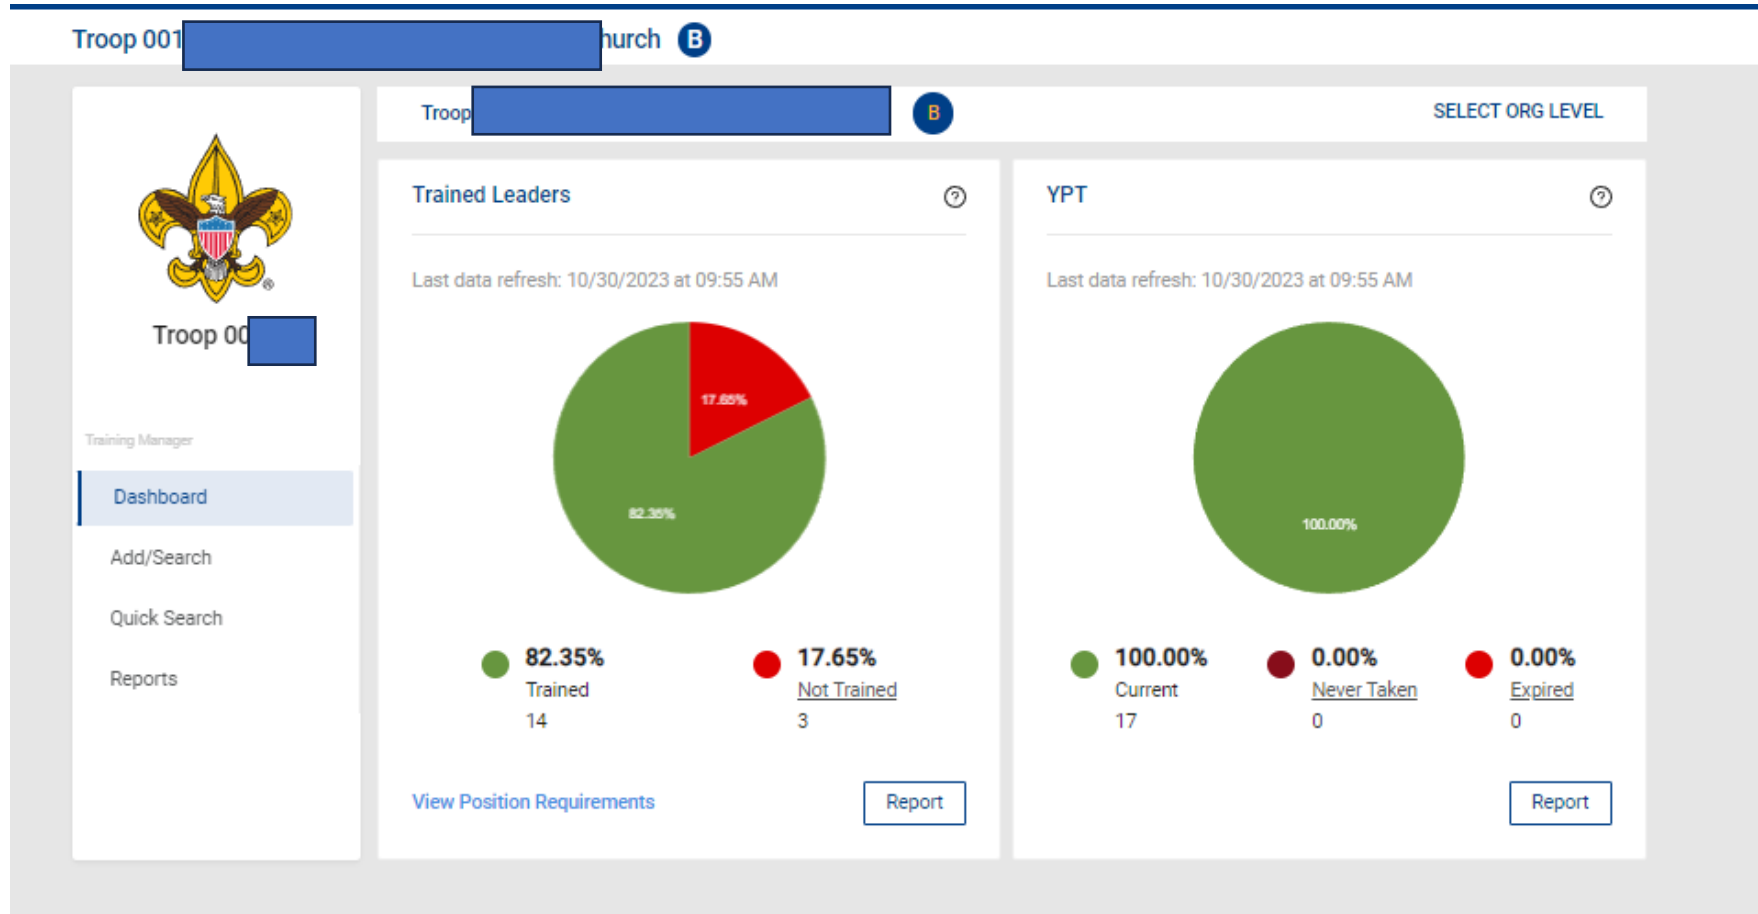 Troop 001 hurch B
Troop B SELECT ORG LEVEL
Troop 00
Training Manager
Dashboard
Add/Search
Quick Search
Reports
Trained Leaders
Last data refresh: 10/30/2023 at 09:55 AM
17.65%
82.35%
82.35%
Trained
14
17.65%
Not Trained
3
View Position Requirements
Report
YPT
Last data refresh: 10/30/2023 at 09:55 AM
100.00%
100.00%
Current
17
0.00%
Never Taken
0
0.00%
Expired
0
Report